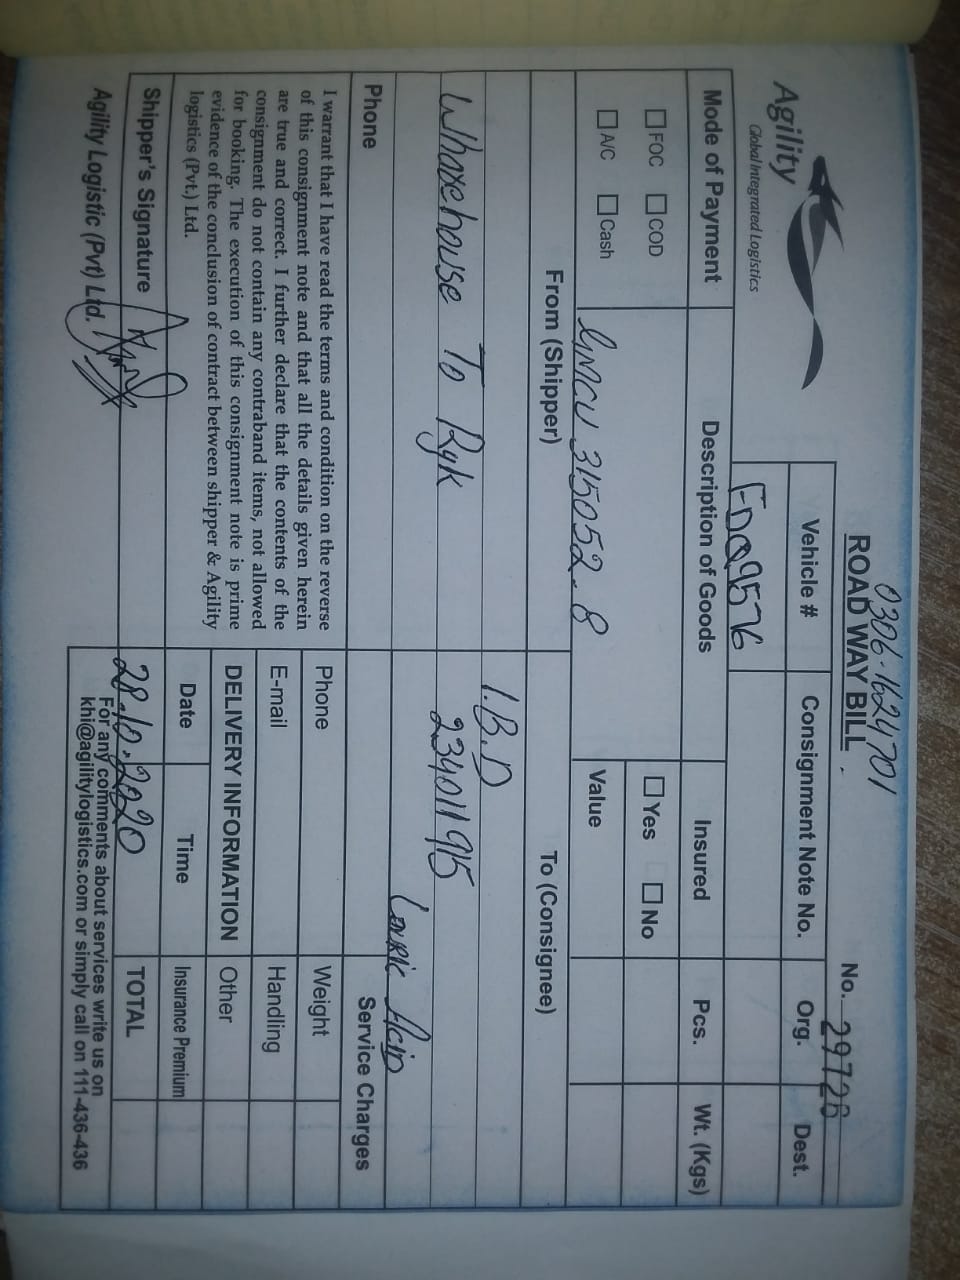 0306-1624701
ROAD WAY BILL
No. 29726
Agility
Global Integrated Logistics
Vehicle # Consignment Note No. Org. Dest.
FDQ9576
Mode of Payment Description of Goods Insured Pcs. Wt. (Kgs)
FOC COD Yes No
A/C Cash Value
GMCU 315052-8
From (Shipper) To (Consignee)
I.B.D
Wharehouse To Ryk 234011915
Lauric Acid
Phone Service Charges
I warrant that I have read the terms and condition on the reverse
of this consignment note and that all the details given herein
are true and correct. I further declare that the contents of the
consignment do not contain any contraband items, not allowed
for booking. The execution of this consignment note is prime
evidence of the conclusion of contract between shipper & Agility
logistics (Pvt.) Ltd.
Phone Weight
E-mail Handling
DELIVERY INFORMATION Other
Date Time Insurance Premium
Shipper's Signature 28-10-2020 TOTAL
Agility Logistic (Pvt) Ltd.
For any comments about services write us on
khi@agilitylogistics.com or simply call on 111-436-436